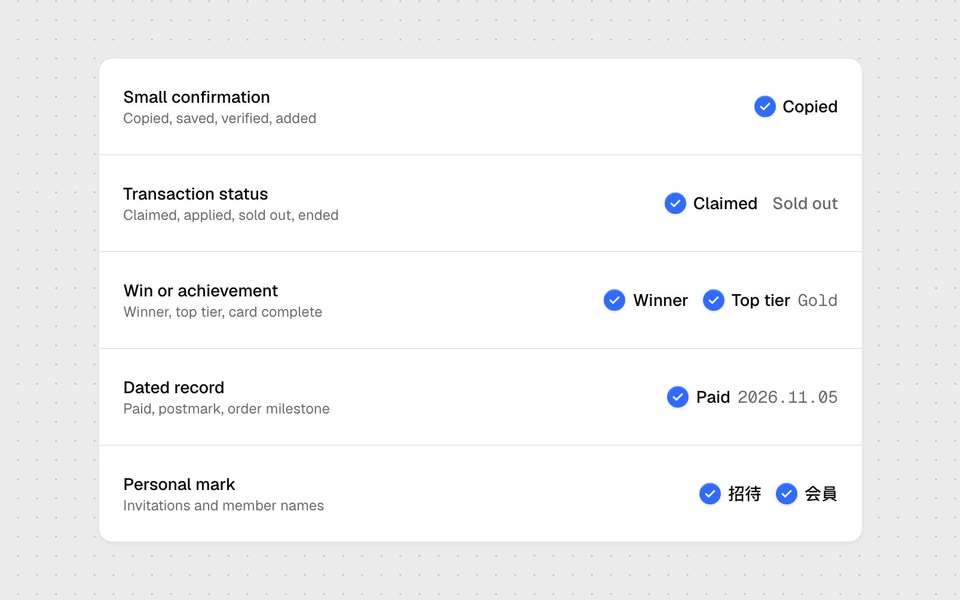 Small confirmation
Copied, saved, verified, added
Copied
Transaction status
Claimed, applied, sold out, ended
Claimed Sold out
Win or achievement
Winner, top tier, card complete
Winner Top tier Gold
Dated record
Paid, postmark, order milestone
Paid 2026.11.05
Personal mark
Invitations and member names
招待 会員